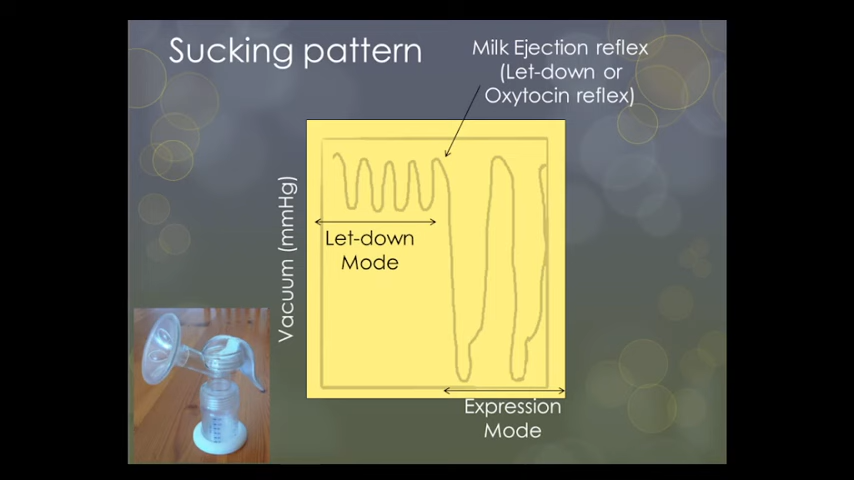 Sucking pattern
Milk Ejection reflex
(Let-down or
Oxytocin reflex)
Vacuum (mmHg)
Let-down
Mode
Expression
Mode